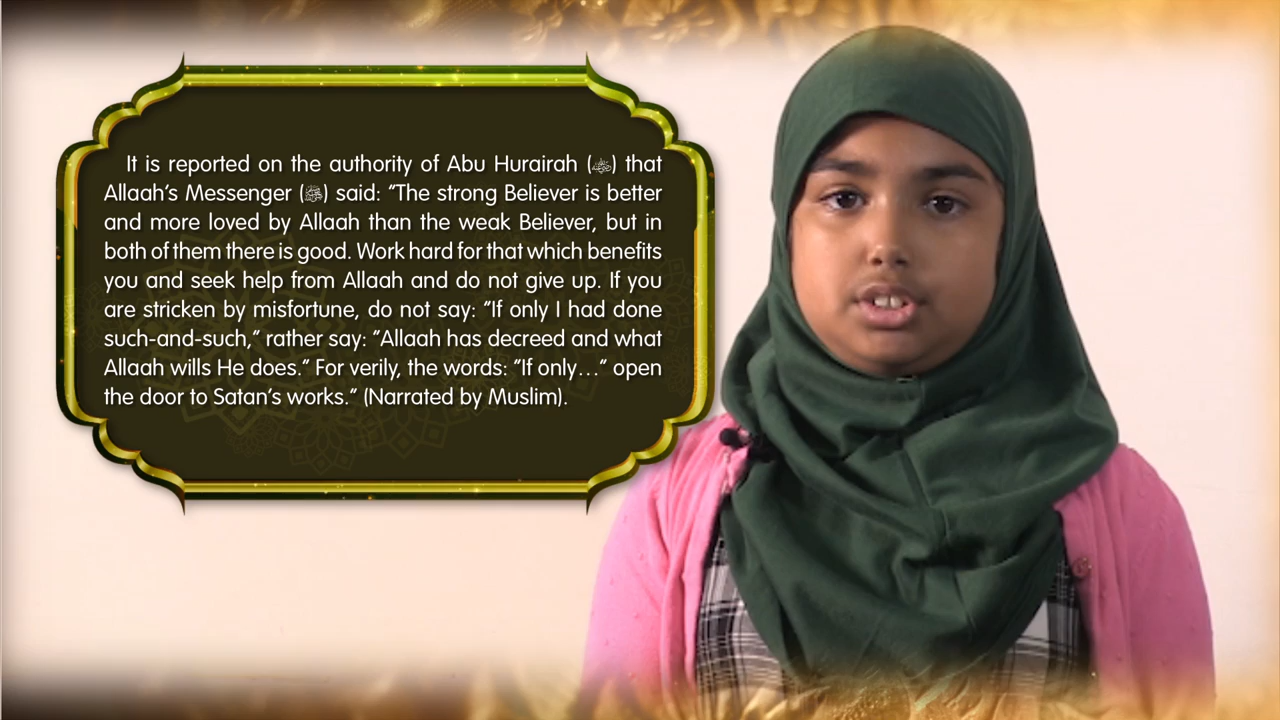 It is reported on the authority of Abu Hurairah (رضي الله عنه) that
Allaah’s Messenger (ﷺ) said: “The strong Believer is better
and more loved by Allaah than the weak Believer, but in
both of them there is good. Work hard for that which benefits
you and seek help from Allaah and do not give up. If you
are stricken by misfortune, do not say: “If only I had done
such-and-such,” rather say: “Allaah has decreed and what
Allaah wills He does.” For verily, the words: “If only…” open
the door to Satan’s works.” (Narrated by Muslim).